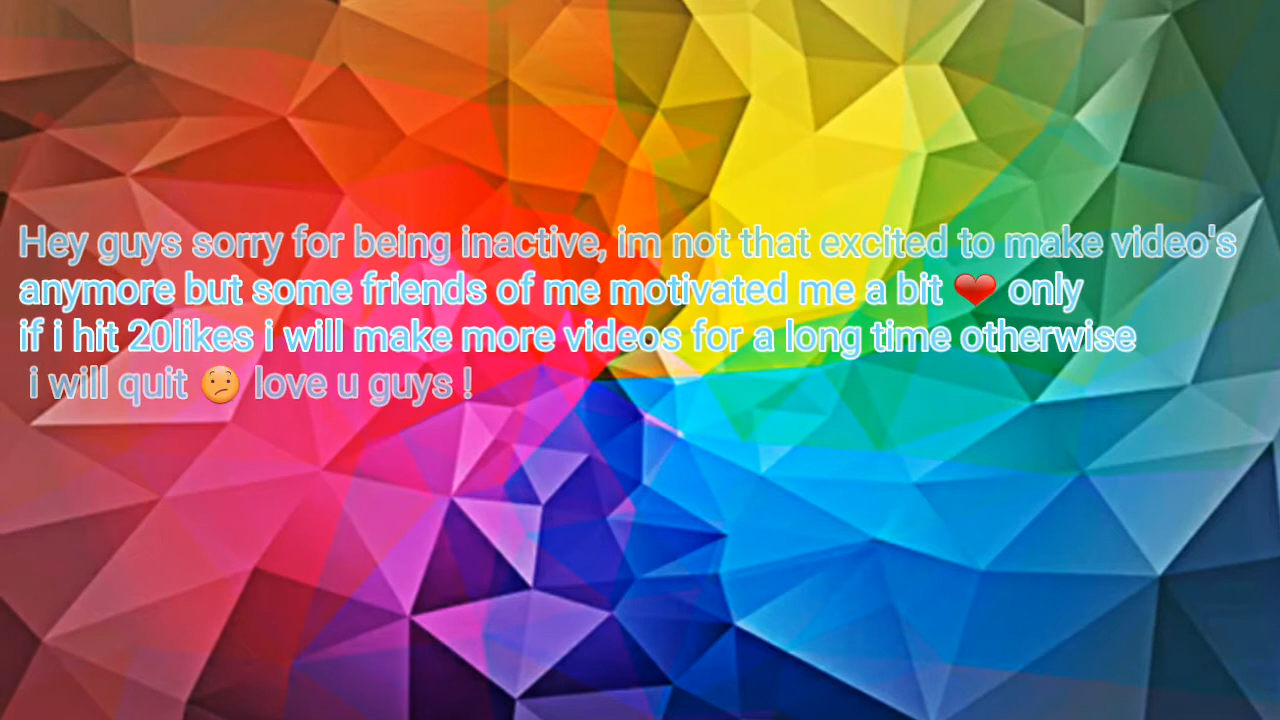 Hey guys sorry for being inactive, im not that excited to make video's
anymore but some friends of me motivated me a bit ❤ only
if i hit 20likes i will make more videos for a long time otherwise
i will quit 😕 love u guys !